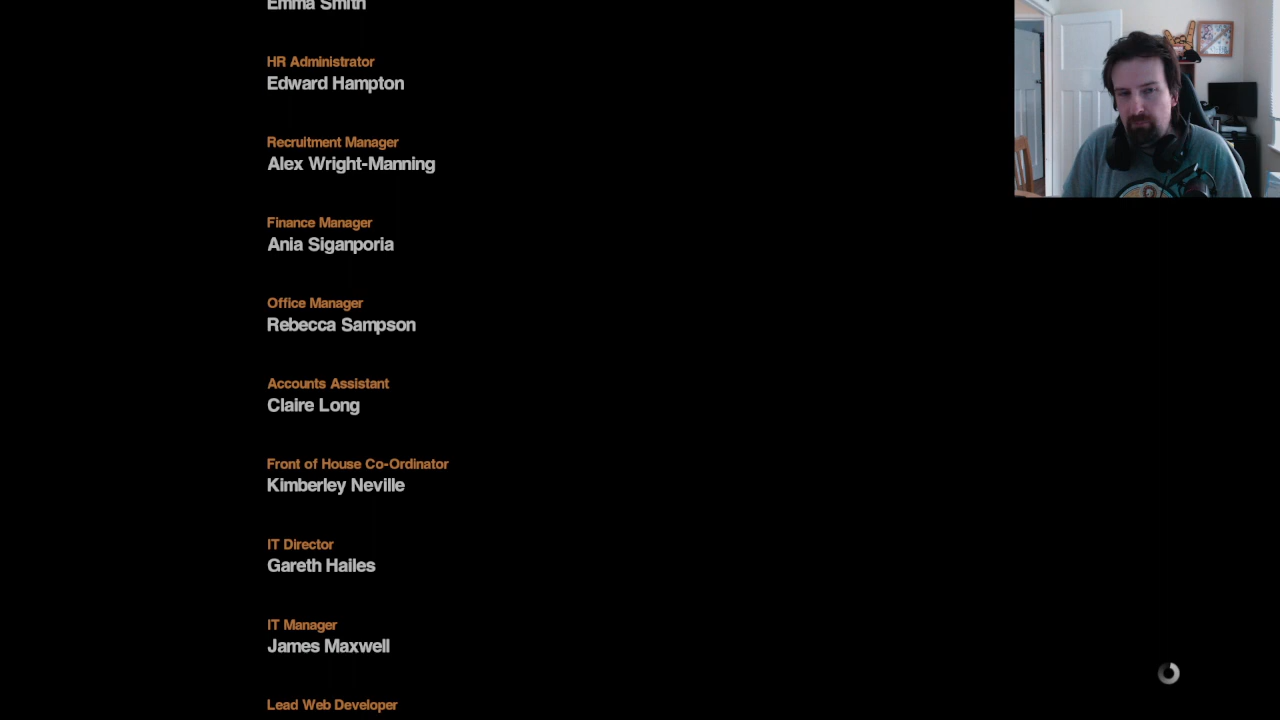 Emma Smith
HR Administrator
Edward Hampton
Recruitment Manager
Alex Wright-Manning
Finance Manager
Ania Siganporia
Office Manager
Rebecca Sampson
Accounts Assistant
Claire Long
Front of House Co-Ordinator
Kimberley Neville
IT Director
Gareth Hailes
IT Manager
James Maxwell
Lead Web Developer